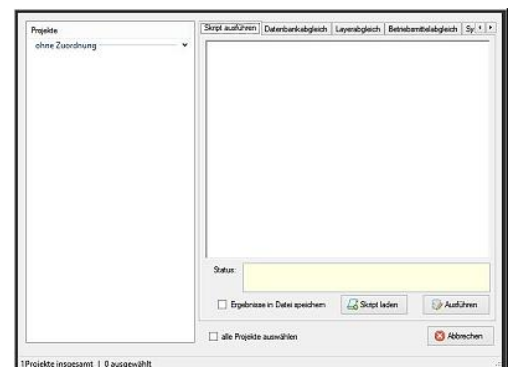 Projekte
ohne Zuordnung
Skript ausführen
Datenbankabgleich
Layerabgleich
Betriebsmittelabgleich
Sy
Status:
Ergebnisse in Datei speichern
Skript laden
Ausführen
alle Projekte auswählen
Abbrechen
1Projekte insgesamt | 0 ausgewählt